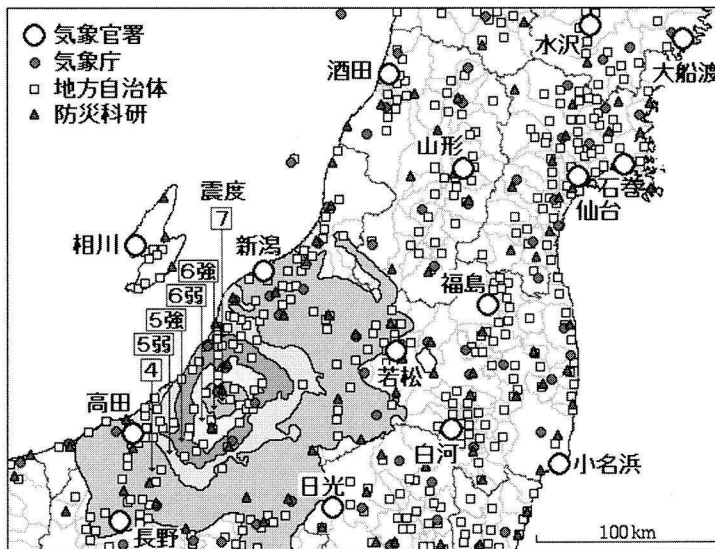 気象官署
気象庁
地方自治体
防災科研
水沢
大船渡
酒田
山形
石巻
仙台
震度
7
相川
新潟
6強
6弱
福島
5強
5弱
4
若松
高田
白河
小名浜
日光
長野
100km